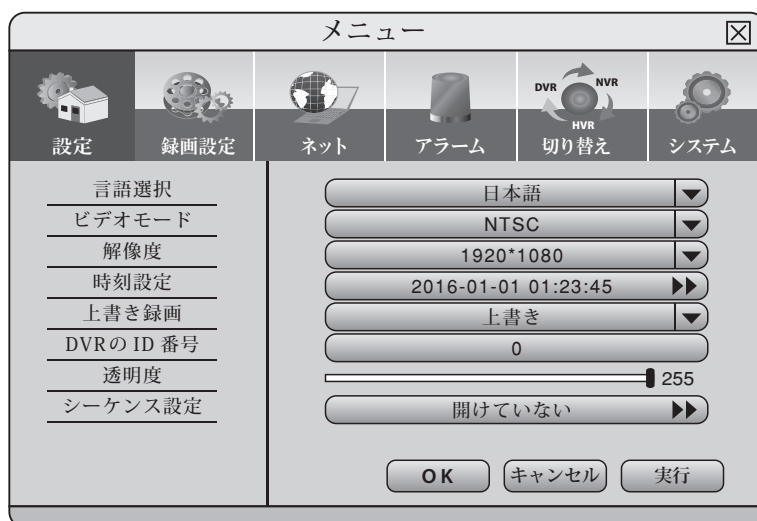 メニュー
DVR NVR
HVR
設定 録画設定 ネット アラーム 切り替え システム
言語選択 日本語
ビデオモード NTSC
解像度 1920*1080
時刻設定 2016-01-01 01:23:45
上書き録画 上書き
DVRの ID 番号 0
透明度 255
シーケンス設定 開けていない
OK キャンセル 実行